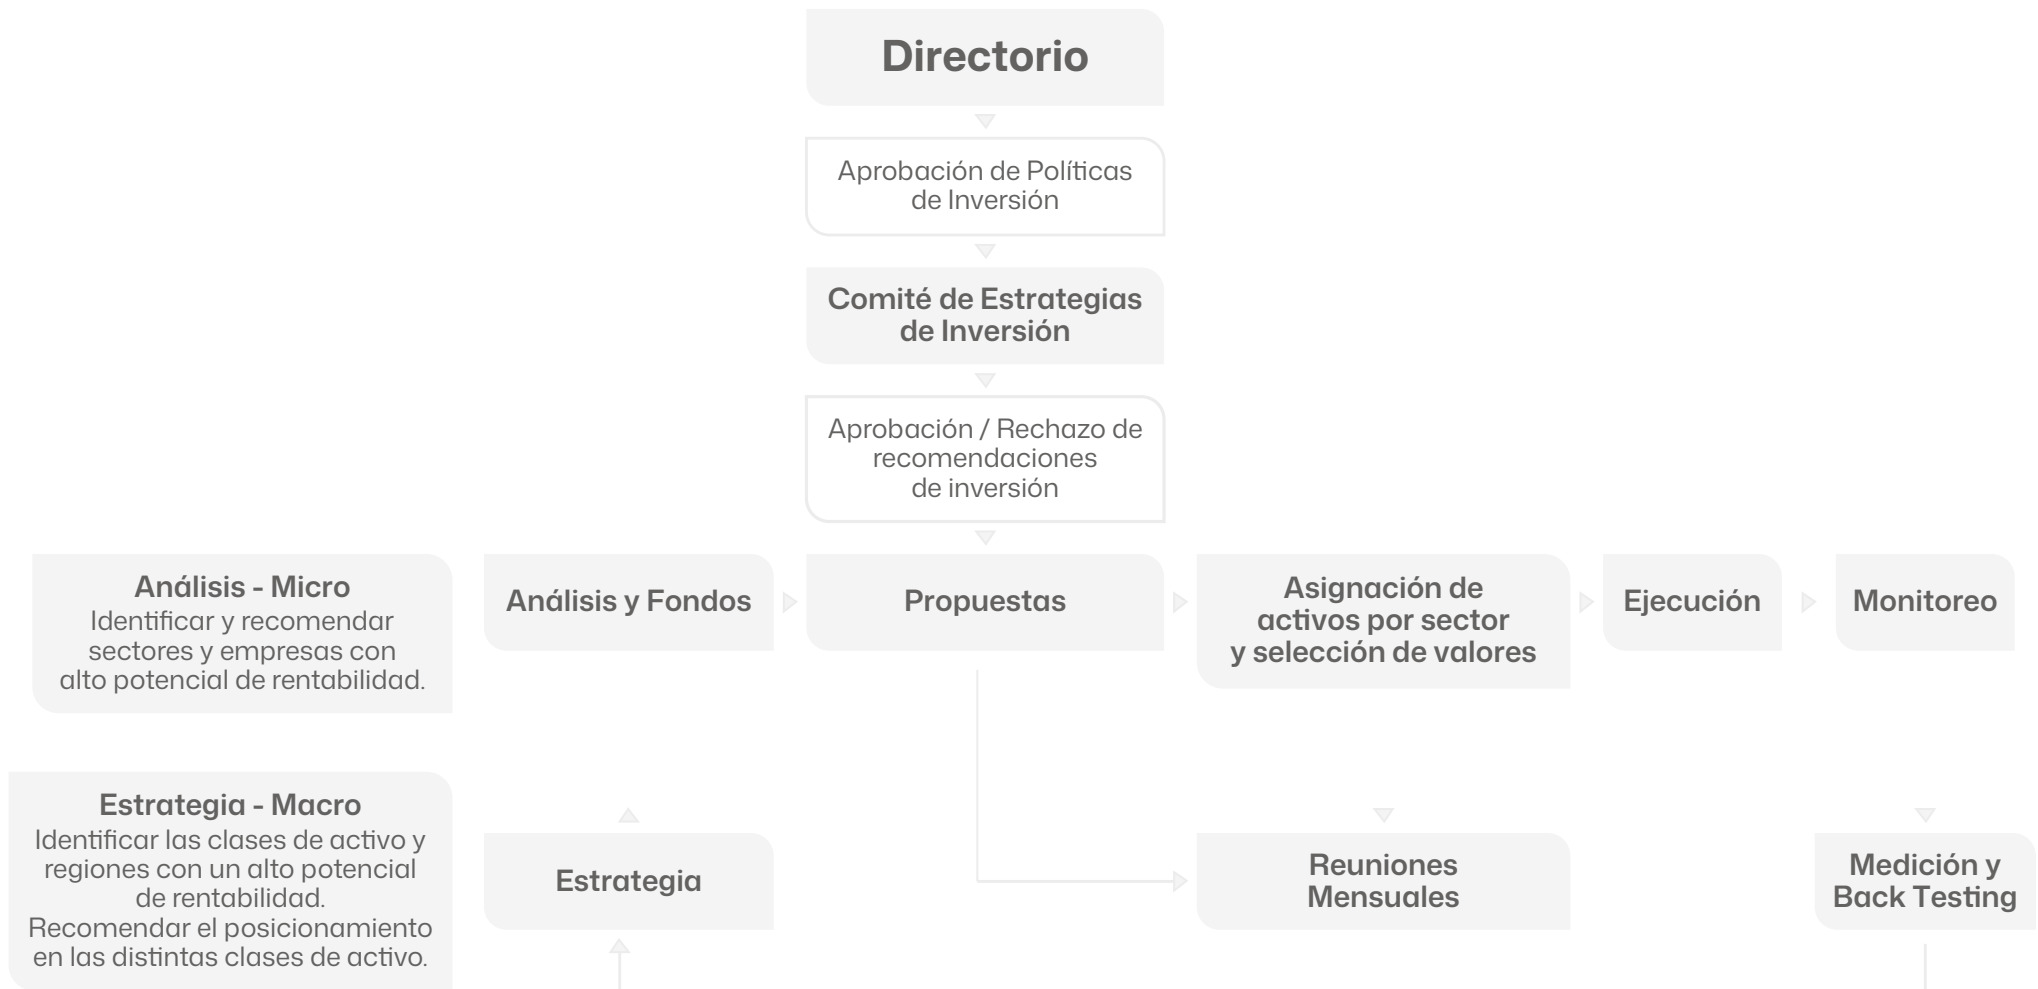 Directorio
Aprobación de Políticas
de Inversión
Comité de Estrategias
de Inversión
Aprobación / Rechazo de
recomendaciones
de inversión
Análisis - Micro
Identificar y recomendar
sectores y empresas con
alto potencial de rentabilidad.
Análisis y Fondos
Propuestas
Asignación de
activos por sector
y selección de valores
Ejecución
Monitoreo
Estrategia - Macro
Identificar las clases de activo y
regiones con un alto potencial
de rentabilidad.
Recomendar el posicionamiento
en las distintas clases de activo.
Estrategia
Reuniones
Mensuales
Medición y
Back Testing